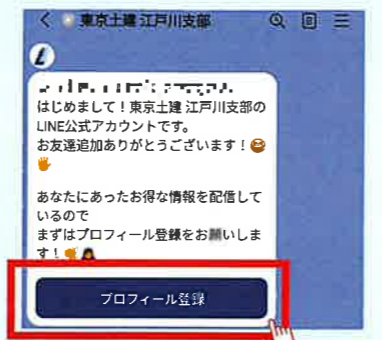 東京土建 江戸川支部
はじめまして！東京土建 江戸川支部の
LINE公式アカウントです。
お友達追加ありがとうございます！😆
🖐
あなたにあったお得な情報を配信して
いるので
まずはプロフィール登録をお願いしま
す！
プロフィール登録